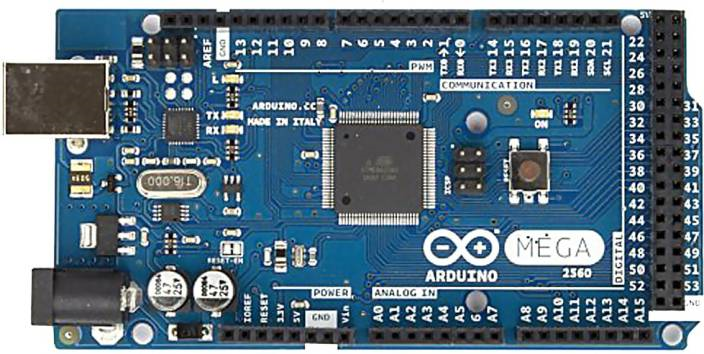 AREF
GND
13 12 11 10 9 8
7 6 5 4 3 2
TX0 1
RX0 0
TX3 14
RX3 15
TX2 16
RX2 17
TX1 18
RX1 19
SDA 20
SCL 21
5V
PWM
COMMUNICATION
L
TX
RX
ARDUINO.CC
MADE IN ITALY
ON
ICSP
T16.000
RESET-EN
47
25V
47
25V
MEGA
2560
ARDUINO
DIGITAL
22
24
26
28
30 31
32 33
34 35
36 37
38 39
40 41
42 43
44 45
46 47
48 49
50 51
52 53
GND
POWER
ANALOG IN
IOREF
RESET
3.3V
5V
GND
Vin
A0 A1 A2 A3 A4 A5 6 A7
A8 A9 A10 A11 A12 A13 A14 A15